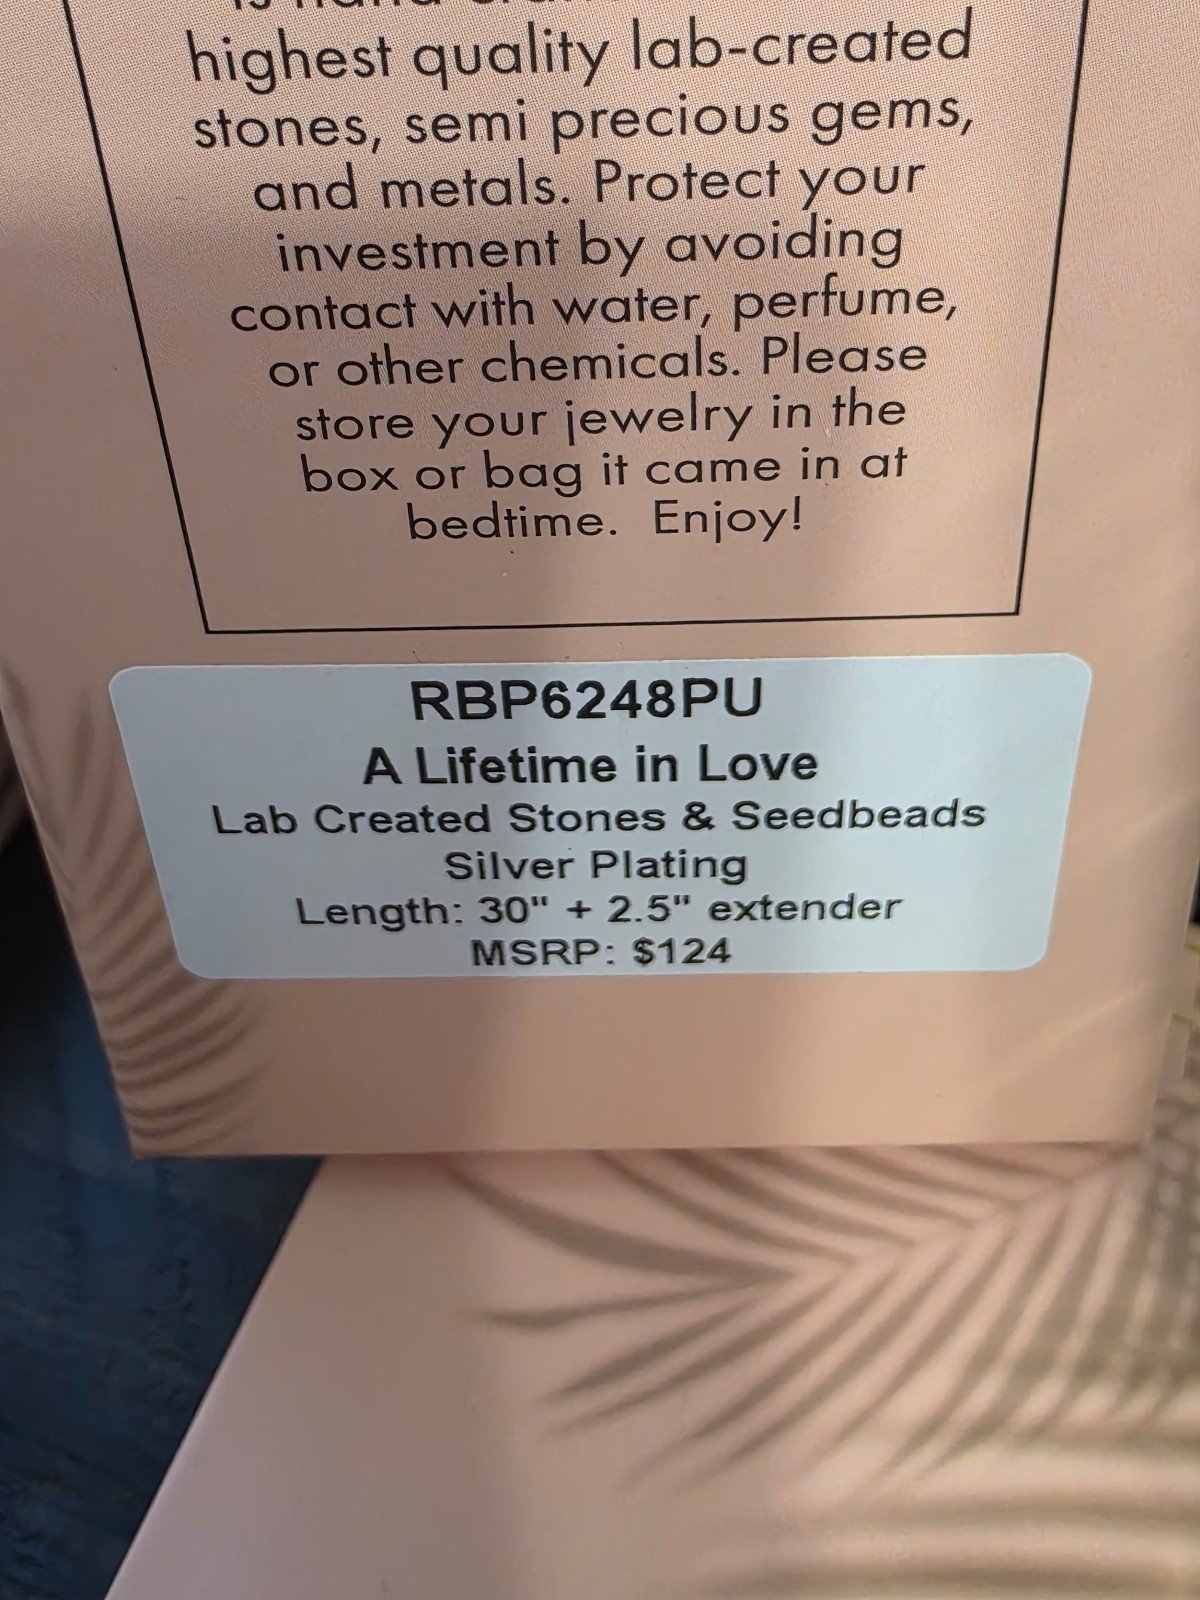 highest quality lab-created
stones, semi precious gems,
and metals. Protect your
investment by avoiding
contact with water, perfume,
or other chemicals. Please
store your jewelry in the
box or bag it came in at
bedtime. Enjoy!
RBP6248PU
A Lifetime in Love
Lab Created Stones & Seedbeads
Silver Plating
Length: 30" + 2.5" extender
MSRP: $124